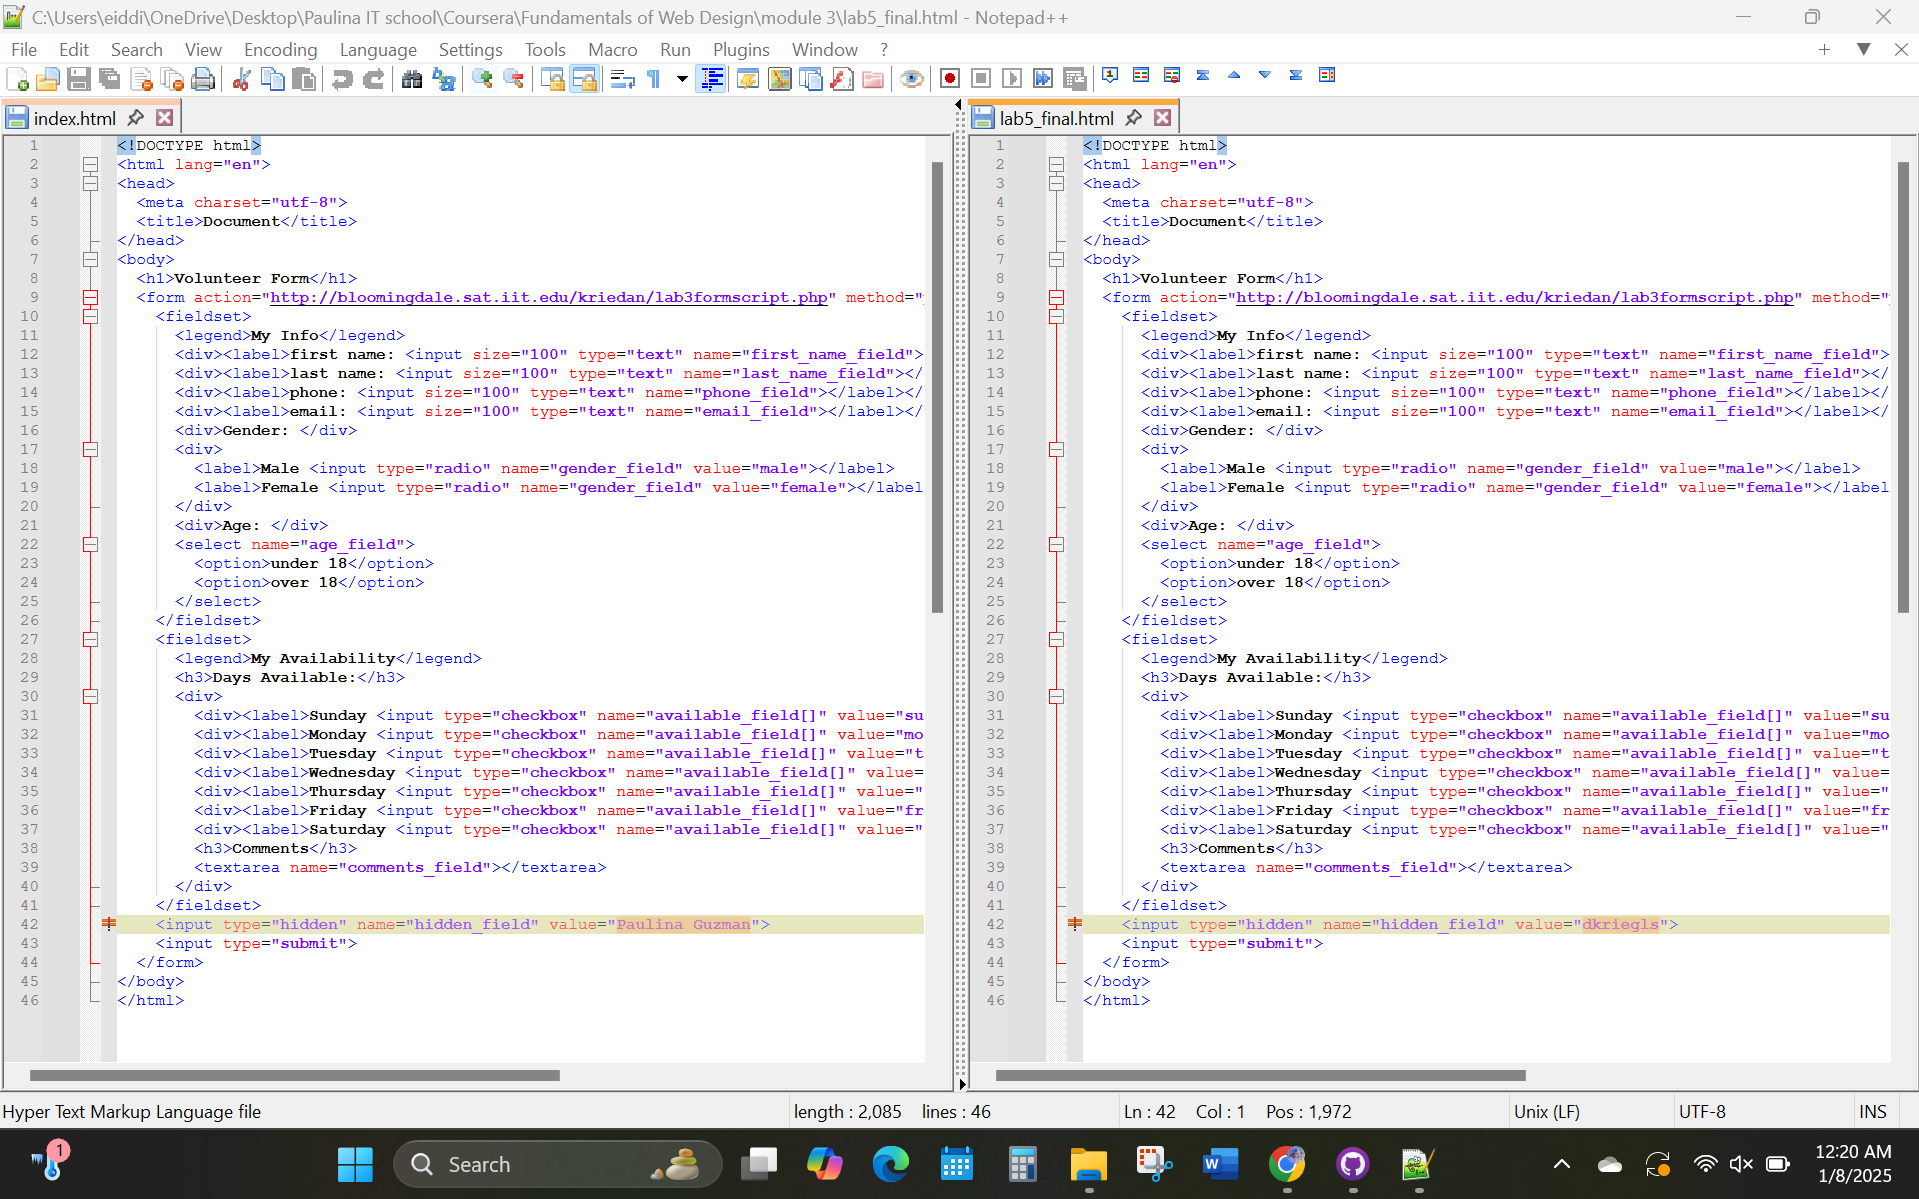 C:\Users\eiddi\OneDrive\Desktop\Paulina IT school\Coursera\Fundamentals of Web Design\module 3\lab5_final.html - Notepad++
File Edit Search View Encoding Language Settings Tools Macro Run Plugins Window ?
index.html
1 <!DOCTYPE html>
2 <html lang="en">
3 <head>
4 <meta charset="utf-8">
5 <title>Document</title>
6 </head>
7 <body>
8 <h1>Volunteer Form</h1>
9 <form action="http://bloomingdale.sat.iit.edu/kriedan/lab3formscript.php" method="
10 <fieldset>
11 <legend>My Info</legend>
12 <div><label>first name: <input size="100" type="text" name="first_name_field">
13 <div><label>last name: <input size="100" type="text" name="last_name_field"></
14 <div><label>phone: <input size="100" type="text" name="phone_field"></label></
15 <div><label>email: <input size="100" type="text" name="email_field"></label></
16 <div>Gender: </div>
17 <div>
18 <label>Male <input type="radio" name="gender_field" value="male"></label>
19 <label>Female <input type="radio" name="gender_field" value="female"></label
20 </div>
21 <div>Age: </div>
22 <select name="age_field">
23 <option>under 18</option>
24 <option>over 18</option>
25 </select>
26 </fieldset>
27 <fieldset>
28 <legend>My Availability</legend>
29 <h3>Days Available:</h3>
30 <div>
31 <div><label>Sunday <input type="checkbox" name="available_field[]" value="su
32 <div><label>Monday <input type="checkbox" name="available_field[]" value="mo
33 <div><label>Tuesday <input type="checkbox" name="available_field[]" value="t
34 <div><label>Wednesday <input type="checkbox" name="available_field[]" value=
35 <div><label>Thursday <input type="checkbox" name="available_field[]" value="
36 <div><label>Friday <input type="checkbox" name="available_field[]" value="fr
37 <div><label>Saturday <input type="checkbox" name="available_field[]" value="
38 <h3>Comments</h3>
39 <textarea name="comments_field"></textarea>
40 </div>
41 </fieldset>
42 <input type="hidden" name="hidden_field" value="Paulina Guzman">
43 <input type="submit">
44 </form>
45 </body>
46 </html>
lab5_final.html
1 <!DOCTYPE html>
2 <html lang="en">
3 <head>
4 <meta charset="utf-8">
5 <title>Document</title>
6 </head>
7 <body>
8 <h1>Volunteer Form</h1>
9 <form action="http://bloomingdale.sat.iit.edu/kriedan/lab3formscript.php" method="
10 <fieldset>
11 <legend>My Info</legend>
12 <div><label>first name: <input size="100" type="text" name="first_name_field">
13 <div><label>last name: <input size="100" type="text" name="last_name_field"></
14 <div><label>phone: <input size="100" type="text" name="phone_field"></label></
15 <div><label>email: <input size="100" type="text" name="email_field"></label></
16 <div>Gender: </div>
17 <div>
18 <label>Male <input type="radio" name="gender_field" value="male"></label>
19 <label>Female <input type="radio" name="gender_field" value="female"></label
20 </div>
21 <div>Age: </div>
22 <select name="age_field">
23 <option>under 18</option>
24 <option>over 18</option>
25 </select>
26 </fieldset>
27 <fieldset>
28 <legend>My Availability</legend>
29 <h3>Days Available:</h3>
30 <div>
31 <div><label>Sunday <input type="checkbox" name="available_field[]" value="su
32 <div><label>Monday <input type="checkbox" name="available_field[]" value="mo
33 <div><label>Tuesday <input type="checkbox" name="available_field[]" value="t
34 <div><label>Wednesday <input type="checkbox" name="available_field[]" value=
35 <div><label>Thursday <input type="checkbox" name="available_field[]" value="
36 <div><label>Friday <input type="checkbox" name="available_field[]" value="fr
37 <div><label>Saturday <input type="checkbox" name="available_field[]" value="
38 <h3>Comments</h3>
39 <textarea name="comments_field"></textarea>
40 </div>
41 </fieldset>
42 <input type="hidden" name="hidden_field" value="dkriegls">
43 <input type="submit">
44 </form>
45 </body>
46 </html>
Hyper Text Markup Language file length : 2,085 lines : 46 Ln : 42 Col : 1 Pos : 1,972 Unix (LF) UTF-8 INS
1
Search
12:20 AM
1/8/2025